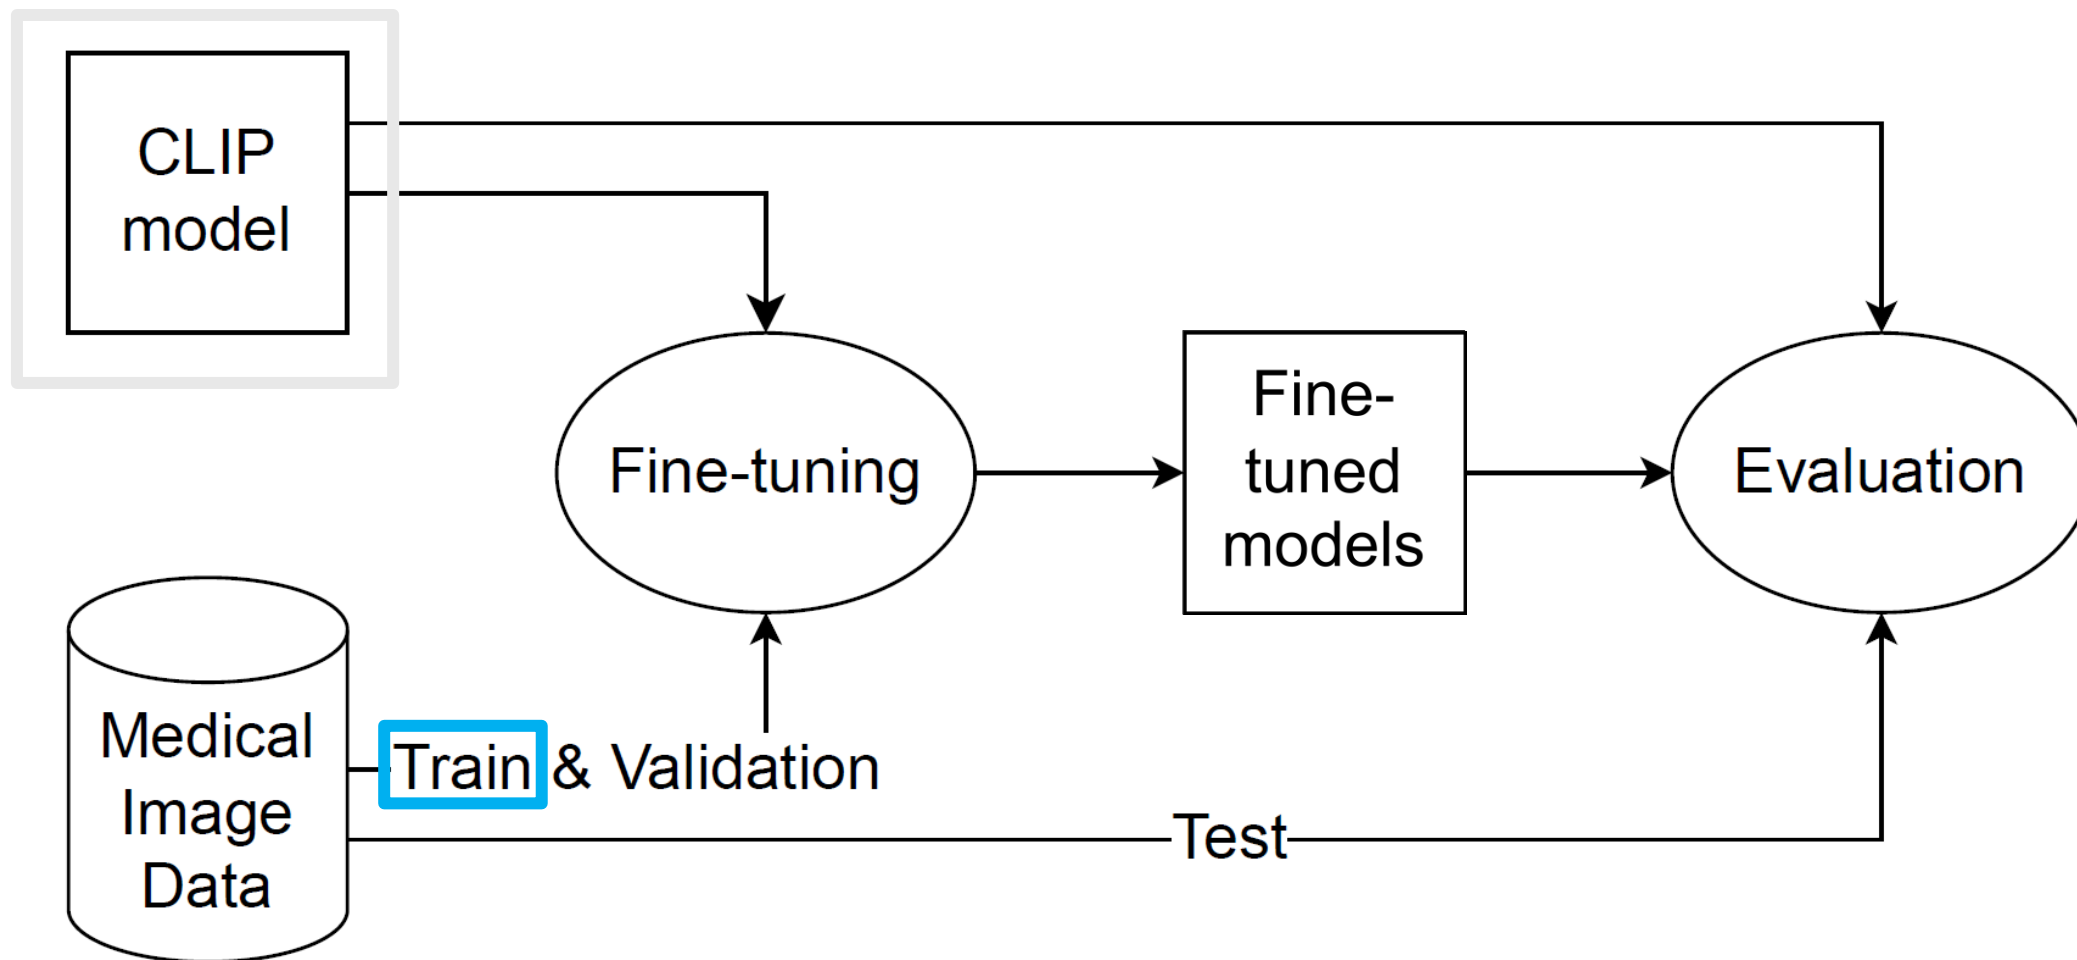 CLIP
model
Fine-tuning
Fine-
tuned
models
Evaluation
Medical
Image
Data
Train & Validation
Test